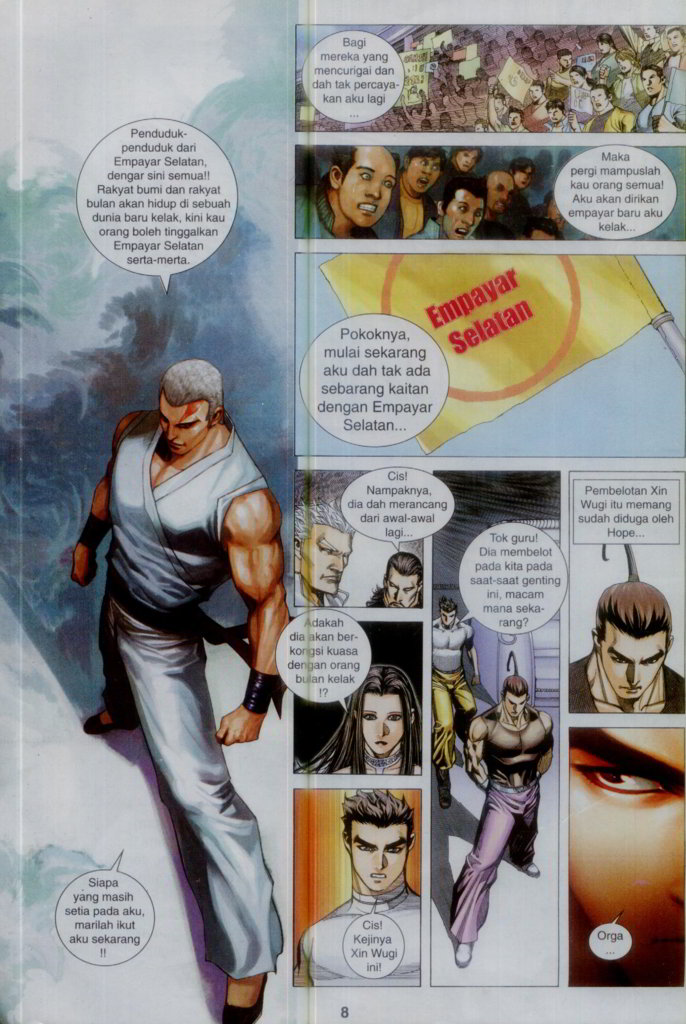 Penduduk-
penduduk dari
Empayar Selatan,
dengar sini semua!!
Rakyat bumi dan rakyat
bulan akan hidup di sebuah
dunia baru kelak, kini kau
orang boleh tinggalkan
Empayar Selatan
serta-merta.
Siapa
yang masih
setia pada aku,
marilah ikut
aku sekarang
!!
Bagi
mereka yang
mencurigai dan
dah tak percaya-
kan aku lagi
...
Maka
pergi mampuslah
kau orang semua!
Aku akan dirikan
empayar baru aku
kelak...
Empayar
Selatan
Pokoknya,
mulai sekarang
aku dah tak ada
sebarang kaitan
dengan Empayar
Selatan...
Cis!
Nampaknya,
dia dah merancang
dari awal-awal
lagi...
Adakah
dia akan ber-
kongsi kuasa
dengan orang
bulan kelak
!?
Cis!
Kejinya
Xin Wugi
ini!
Tok guru!
Dia membelot
pada kita pada
saat-saat genting
ini, macam
mana seka-
rang?
Pembelotan Xin
Wugi itu memang
sudah diduga oleh
Hope...
Orga
...
8